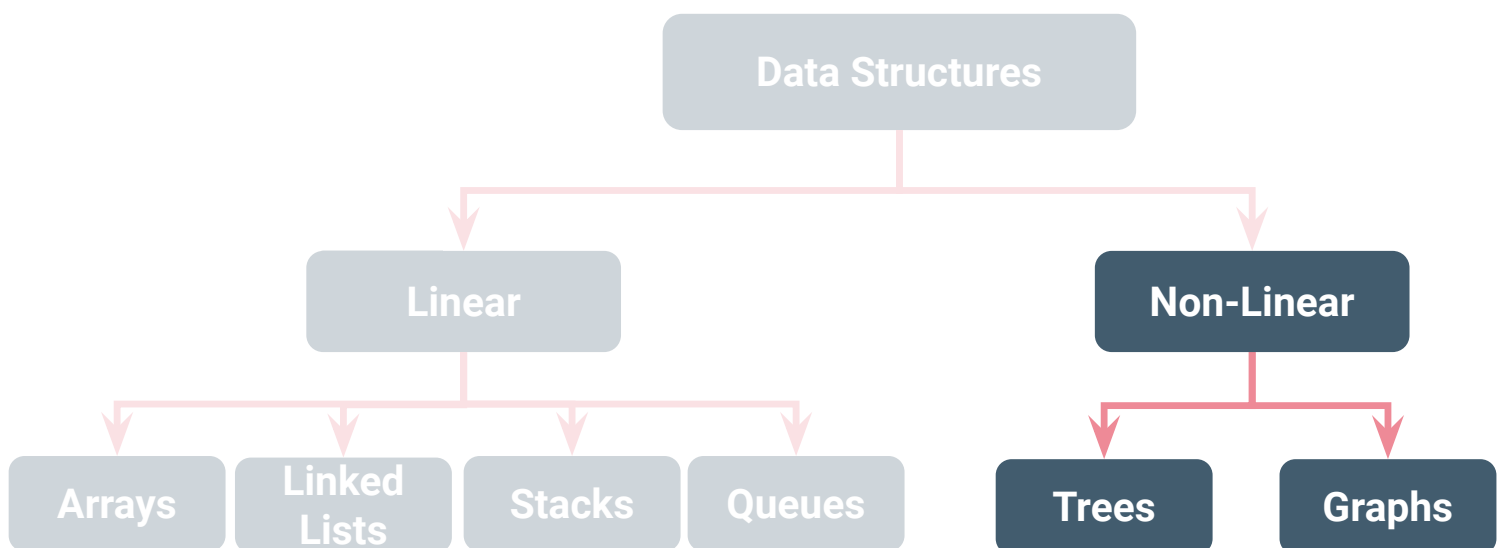 Data Structures
Linear
Non-Linear
Arrays
Linked
Lists
Stacks
Queues
Trees
Graphs